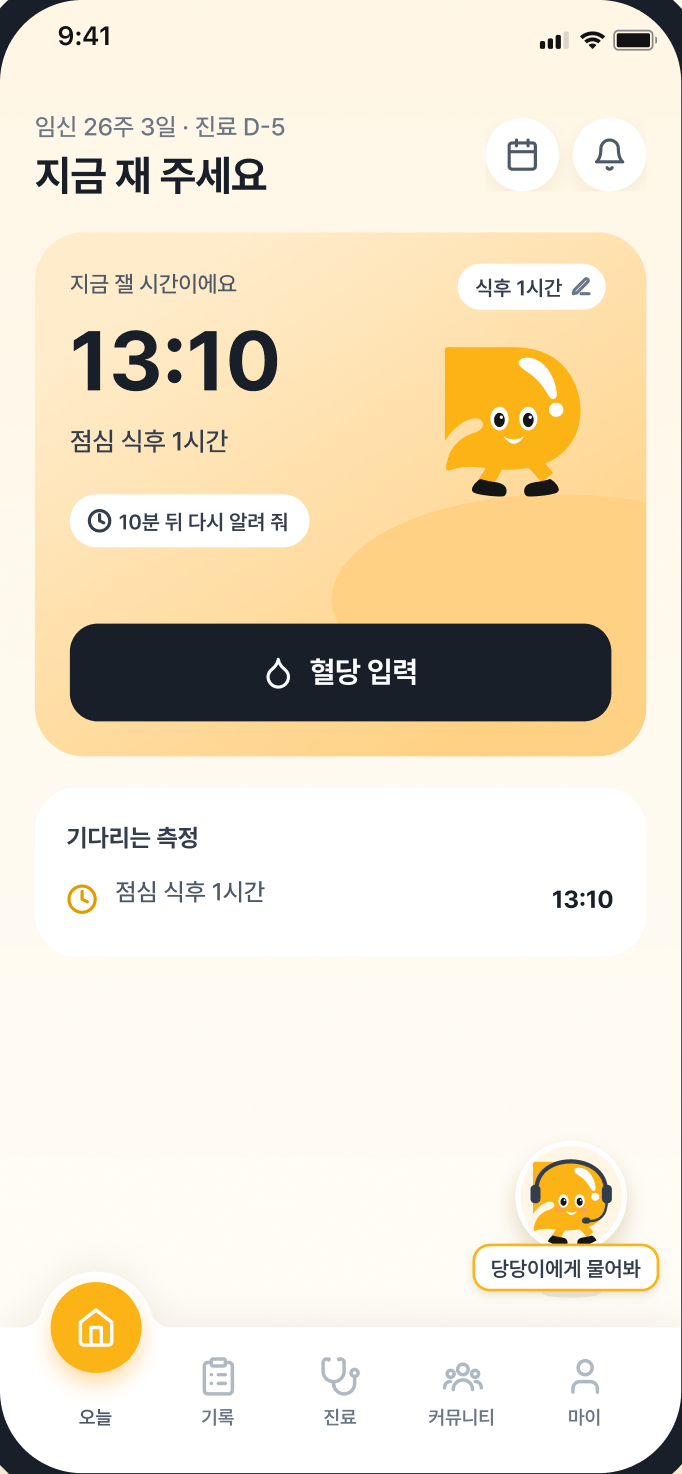 9:41
임신 26주 3일 · 진료 D-5
지금 재 주세요
지금 잴 시간이에요
식후 1시간
13:10
점심 식후 1시간
10분 뒤 다시 알려 줘
혈당 입력
기다리는 측정
점심 식후 1시간
13:10
당당이에게 물어봐
오늘
기록
진료
커뮤니티
마이